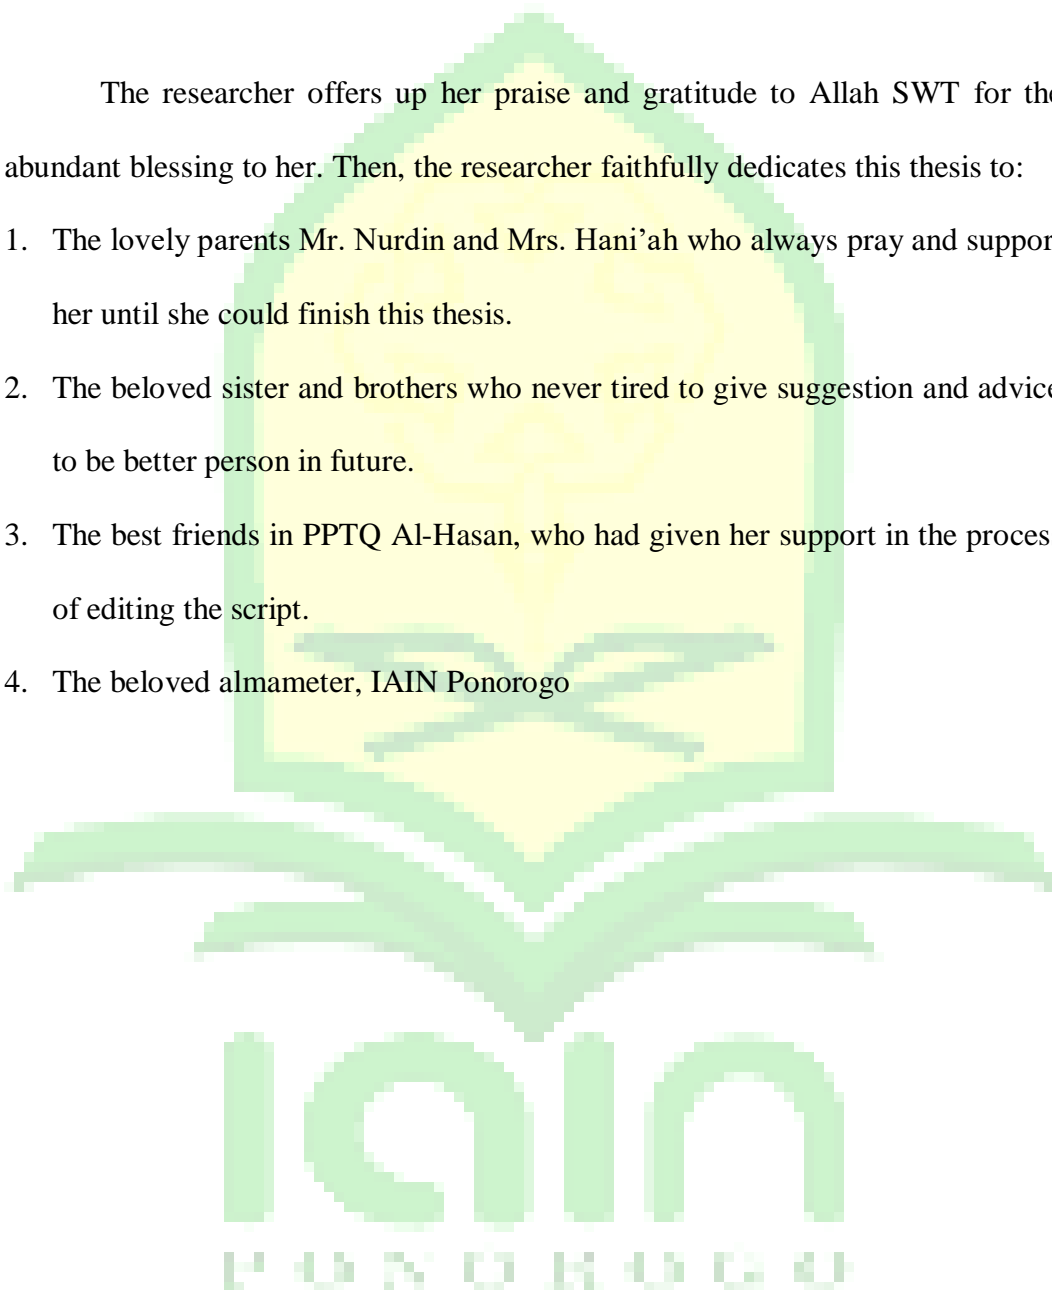 The researcher offers up her praise and gratitude to Allah SWT for the
abundant blessing to her. Then, the researcher faithfully dedicates this thesis to:
1. The lovely parents Mr. Nurdin and Mrs. Hani’ah who always pray and suppor
her until she could finish this thesis.
2. The beloved sister and brothers who never tired to give suggestion and advice
to be better person in future.
3. The best friends in PPTQ Al-Hasan, who had given her support in the proces
of editing the script.
4. The beloved almameter, IAIN Ponorogo
iain
PONOROGO